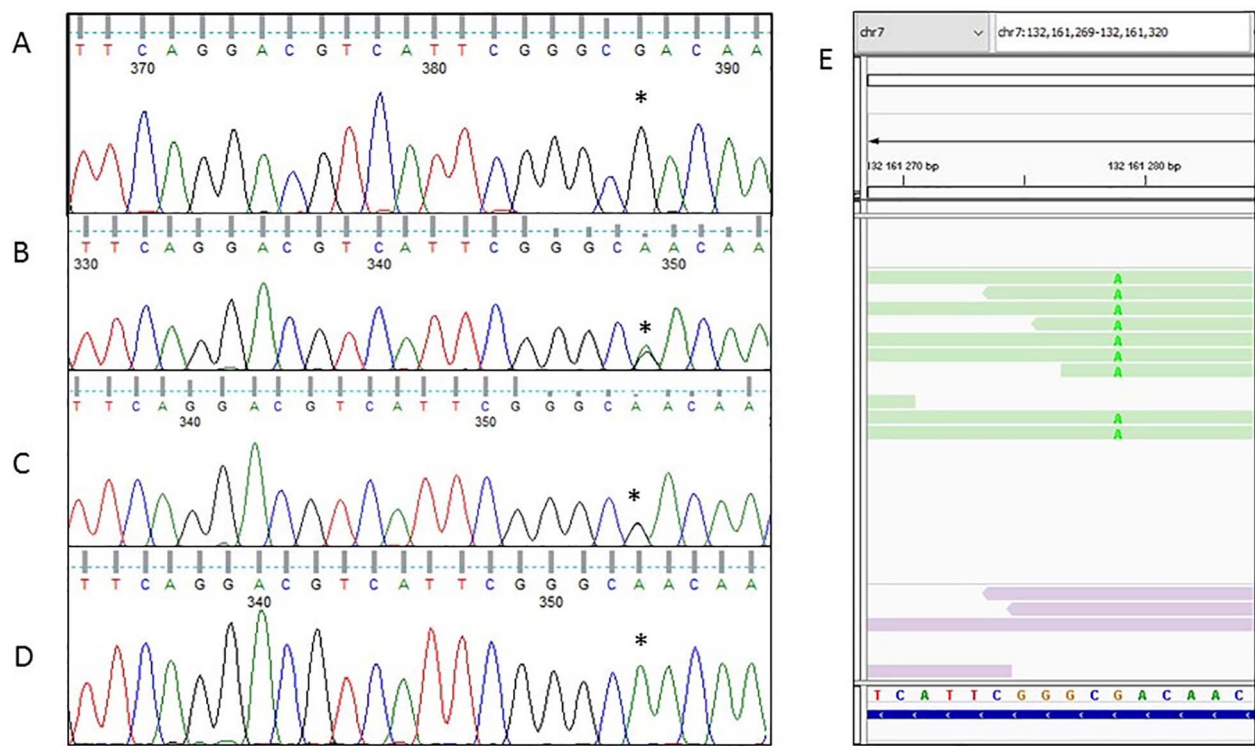 A
T T C A G G A C G T C A T T C G G G C G A C A A
370 380 390
*
B
T T C A G G A C G T C A T T C G G G C A A C A A
330 340 350
*
C
T T C A G G A C G T C A T T C G G G C A A C A A
340 350
*
D
T T C A G G A C G T C A T T C G G G C A A C A A
340 350
*
E
chr7 chr7:132,161,269-132,161,320
132 161 270 bp 132 161 280 bp
A
A
A
A
A
A
A
A
A
T C A T T C G G G C G A C A A C